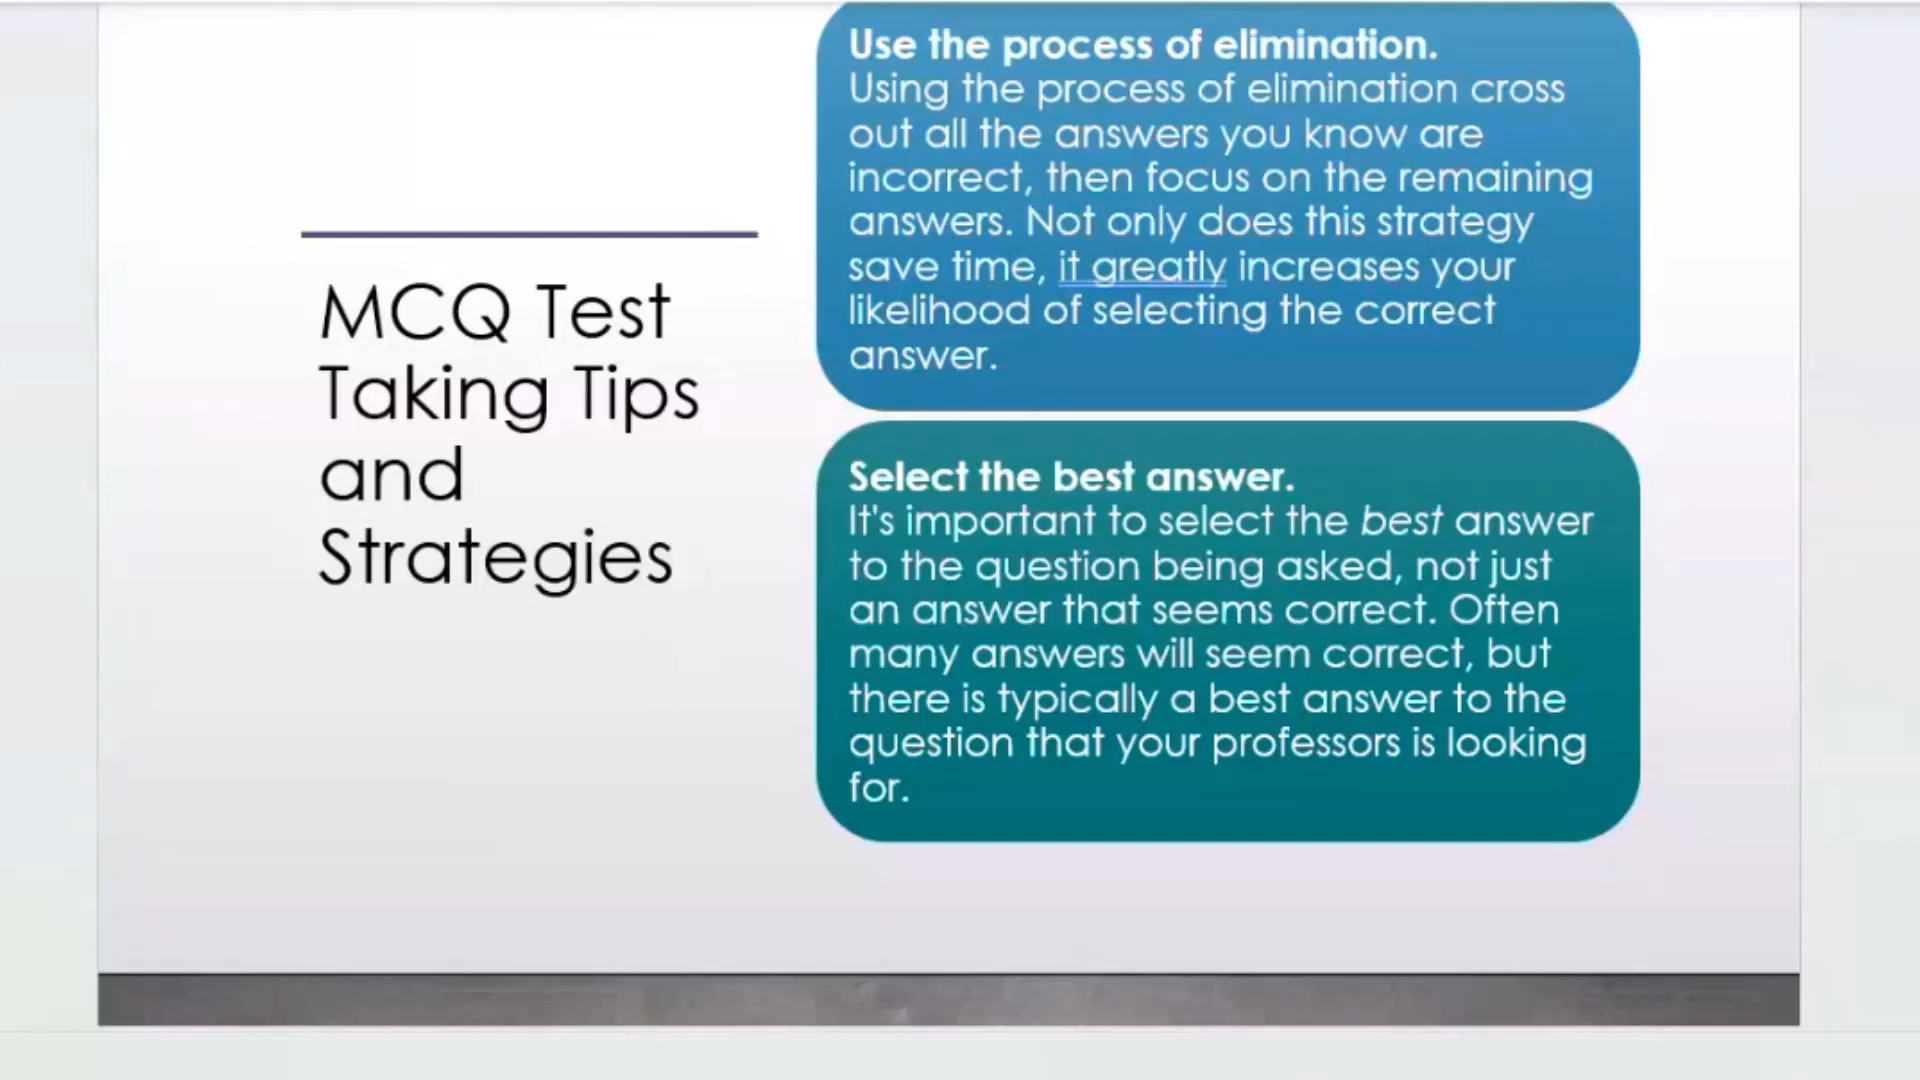 MCQ Test
Taking Tips
and
Strategies
Use the process of elimination.
Using the process of elimination cross
out all the answers you know are
incorrect, then focus on the remaining
answers. Not only does this strategy
save time, it greatly increases your
likelihood of selecting the correct
answer.
Select the best answer.
It's important to select the best answer
to the question being asked, not just
an answer that seems correct. Often
many answers will seem correct, but
there is typically a best answer to the
question that your professors is looking
for.